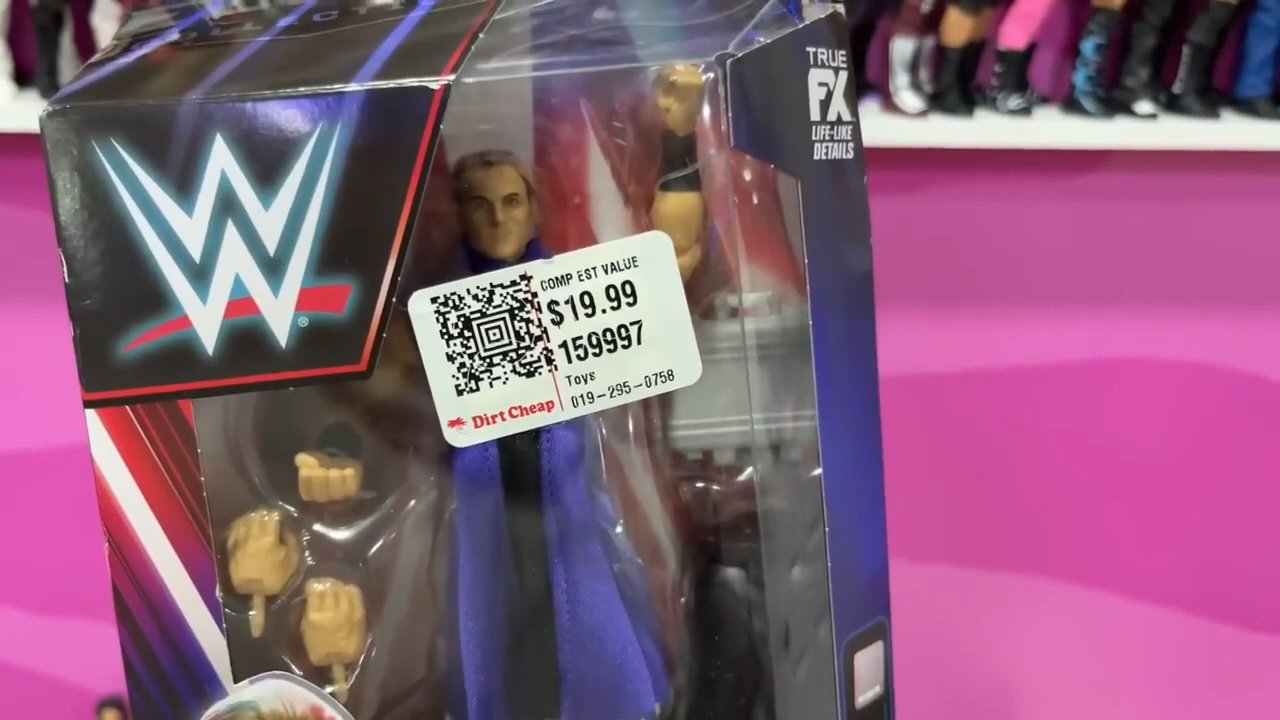 TRUE
FX
LIFE-LIKE
DETAILS
W
COMP EST VALUE
$19.99
159997
Toys
019-295-0758
Dirt Cheap